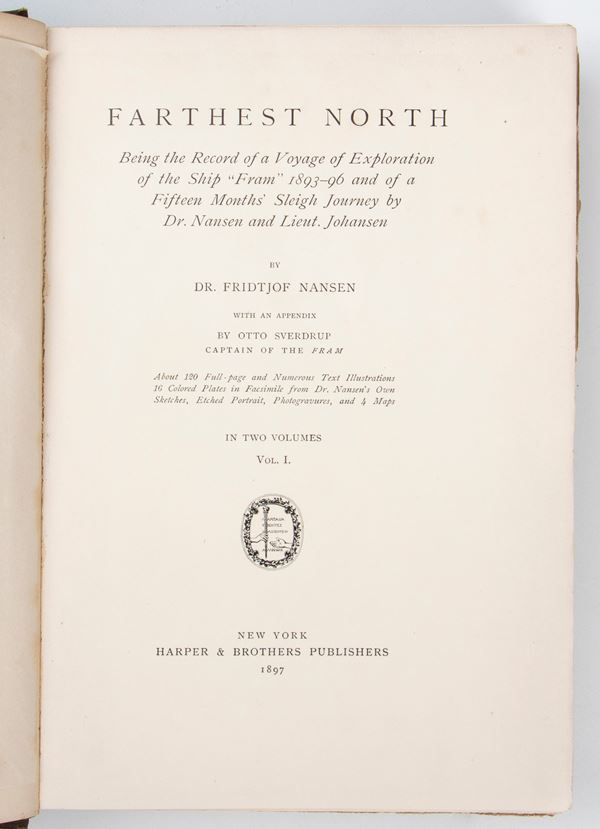 FARTHEST NORTH
Being the Record of a Voyage of Exploration
of the Ship "Fram" 1893–96 and of a
Fifteen Months' Sleigh Journey by
Dr. Nansen and Lieut. Johansen
BY
DR. FRIDTJOF NANSEN
WITH AN APPENDIX
BY OTTO SVERDRUP
CAPTAIN OF THE FRAM
About 120 Full-page and Numerous Text Illustrations
16 Colored Plates in Facsimile from Dr. Nansen's Own
Sketches, Etched Portrait, Photogravures, and 4 Maps
IN TWO VOLUMES
VOL. I.
NEW YORK
HARPER & BROTHERS PUBLISHERS
1897